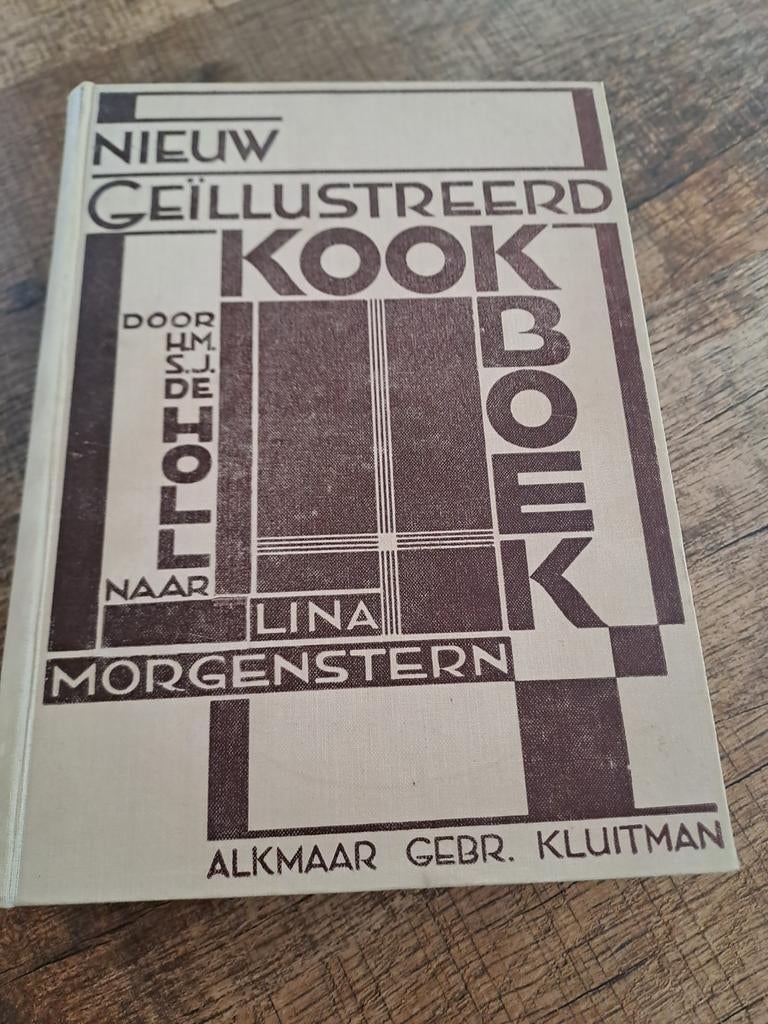 NIEUW
GEÏLLUSTREERD
KOOK
BOEK
DOOR
H.M.
S.J.
DE
HOLL
NAAR
LINA
MORGENSTERN
ALKMAAR GEBR. KLUITMAN